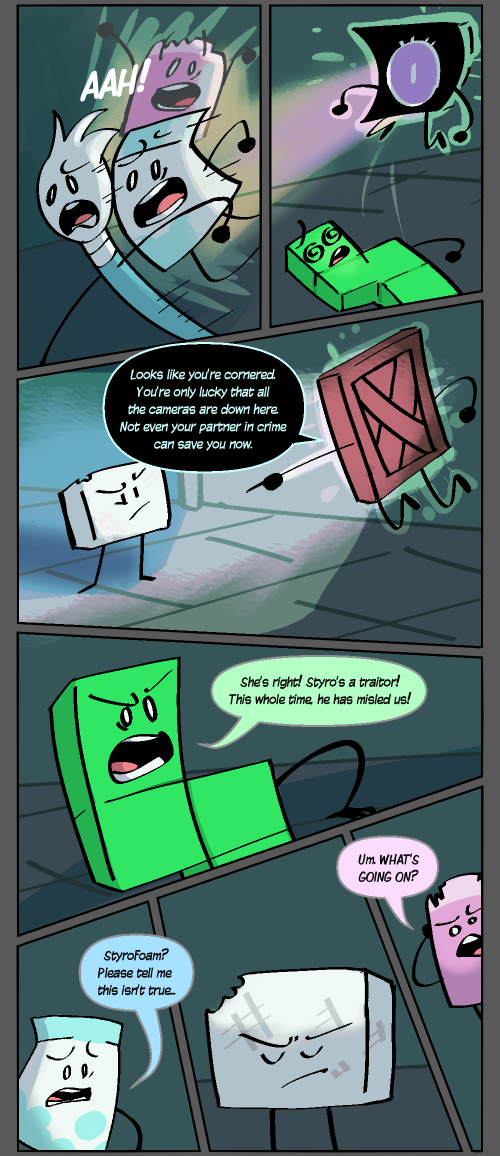 AAH!
Looks like you're cornered.
You're only lucky that all
the cameras are down here.
Not even your partner in crime
can save you now.
She's right! Styro's a traitor!
This whole time, he has misled us!
Um. WHAT'S
GOING ON?
StyroFoam?
Please tell me
this isn't true...